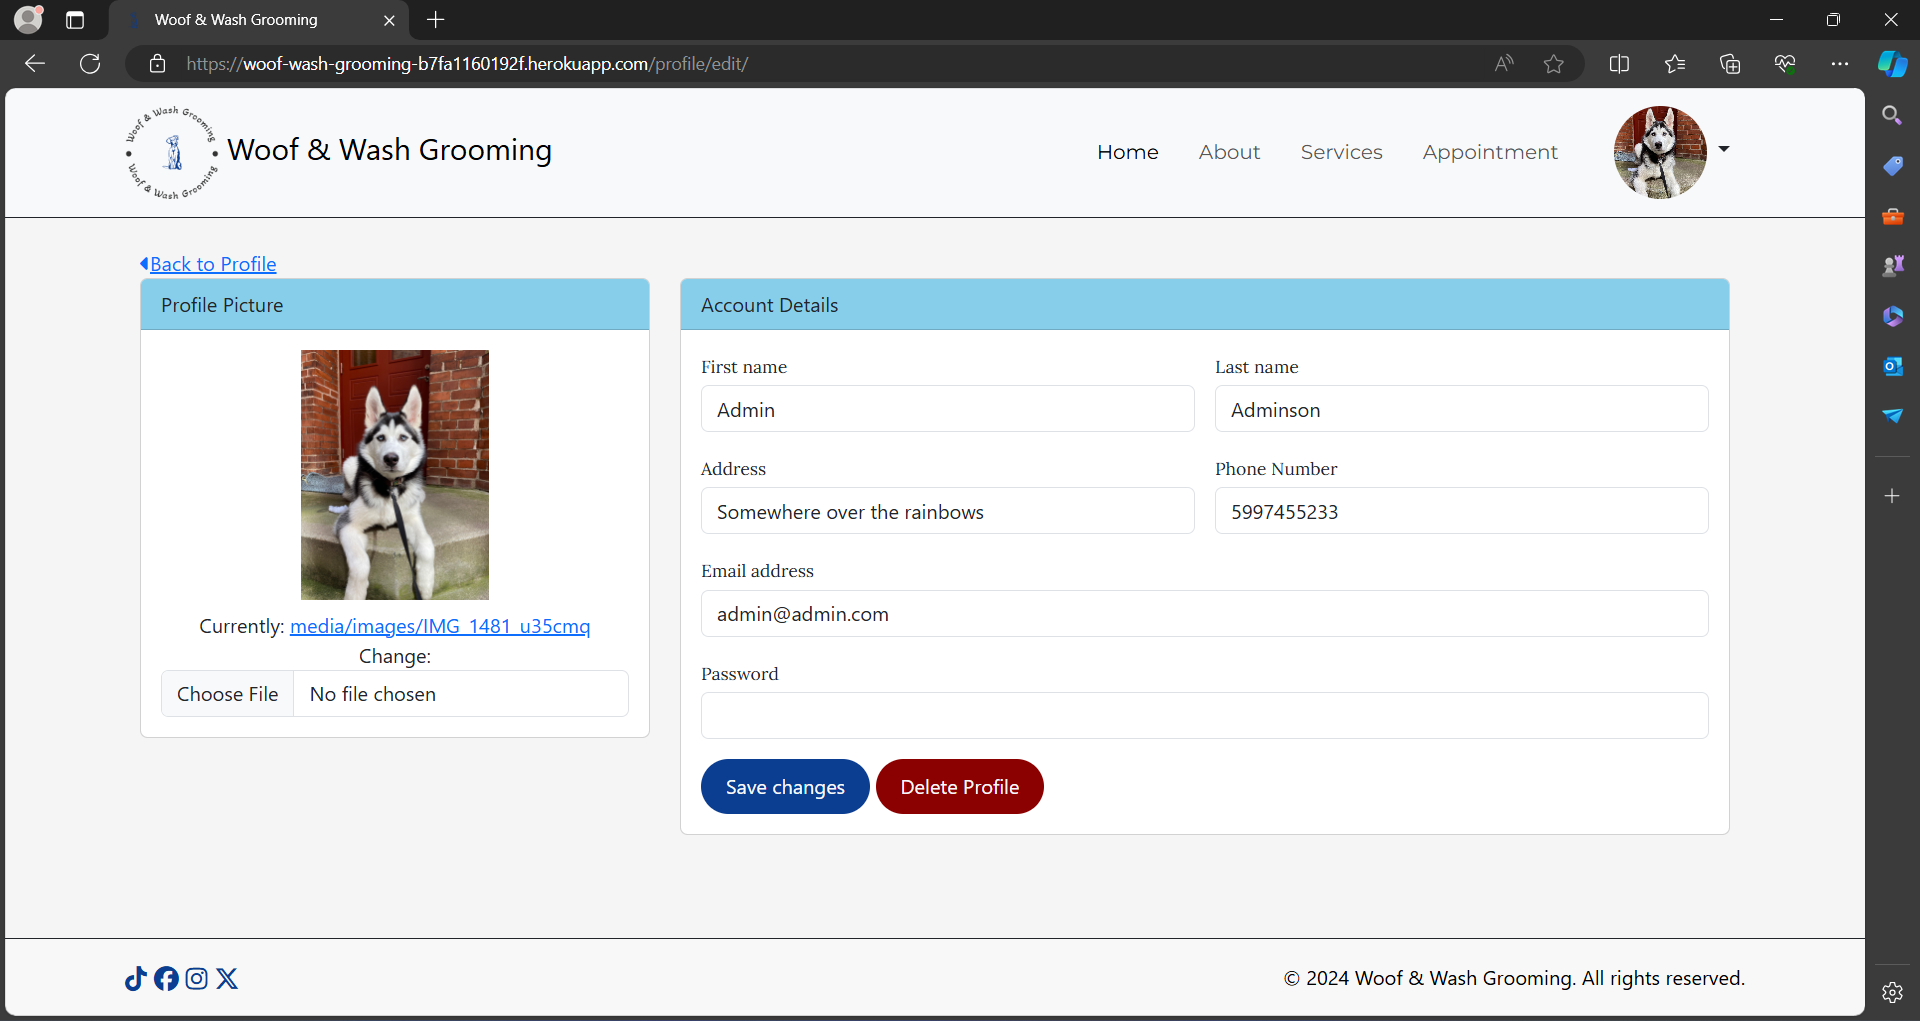 Woof & Wash Grooming
https://woof-wash-grooming-b7fa1160192f.herokuapp.com/profile/edit/
Woof & Wash Grooming
Woof & Wash Grooming
Woof & Wash Grooming
Home About Services Appointment
Back to Profile
Profile Picture
Currently: media/images/IMG_1481_u35cmq
Change:
Choose File No file chosen
Account Details
First name Last name
Admin Adminson
Address Phone Number
Somewhere over the rainbows 5997455233
Email address
admin@admin.com
Password
Save changes Delete Profile
© 2024 Woof & Wash Grooming. All rights reserved.